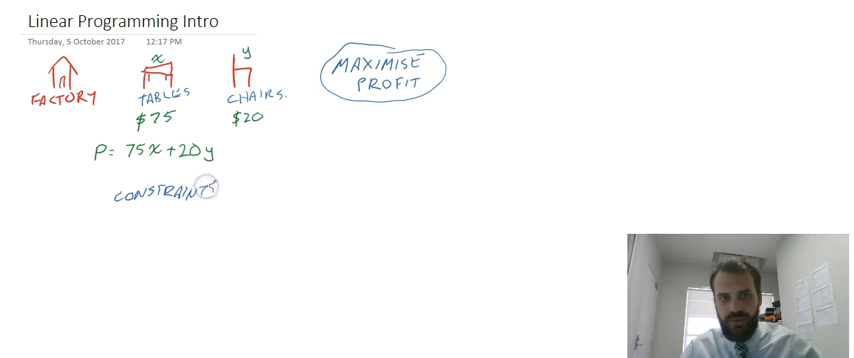 Linear Programming Intro
Thursday, 5 October 2017 12:17 PM
x
y
MAXIMISE
PROFIT
FACTORY
TABLES
CHAIRS.
$75
$20
P= 75x+20y
CONSTRAINTS